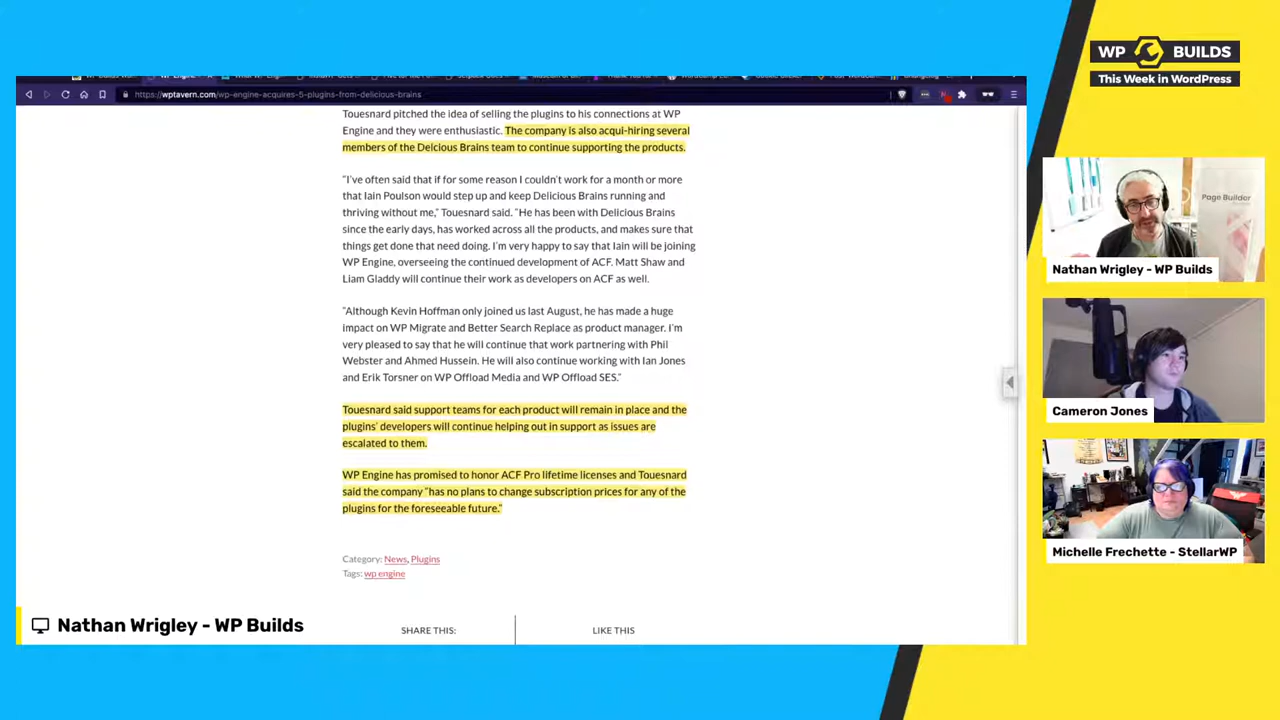 WP BUILDS
This Week in WordPress
https://wptavern.com/wp-engine-acquires-5-plugins-from-delicious-brains
Touesnard pitched the idea of selling the plugins to his connections at WP
Engine and they were enthusiastic. The company is also acqui-hiring several
members of the Delcious Brains team to continue supporting the products.
“I’ve often said that if for some reason I couldn’t work for a month or more
that Iain Poulson would step up and keep Delicious Brains running and
thriving without me,” Touesnard said. “He has been with Delicious Brains
since the early days, has worked across all the products, and makes sure that
things get done that need doing. I’m very happy to say that Iain will be joining
WP Engine, overseeing the continued development of ACF. Matt Shaw and
Liam Gladdy will continue their work as developers on ACF as well.
“Although Kevin Hoffman only joined us last August, he has made a huge
impact on WP Migrate and Better Search Replace as product manager. I’m
very pleased to say that he will continue that work partnering with Phil
Webster and Ahmed Hussein. He will also continue working with Ian Jones
and Erik Torsner on WP Offload Media and WP Offload SES.”
Touesnard said support teams for each product will remain in place and the
plugins’ developers will continue helping out in support as issues are
escalated to them.
WP Engine has promised to honor ACF Pro lifetime licenses and Touesnard
said the company “has no plans to change subscription prices for any of the
plugins for the foreseeable future.”
Category: News, Plugins
Tags: wp engine
SHARE THIS:
LIKE THIS
Nathan Wrigley - WP Builds
Page Builder
Nathan Wrigley - WP Builds
Cameron Jones
Michelle Frechette - StellarWP